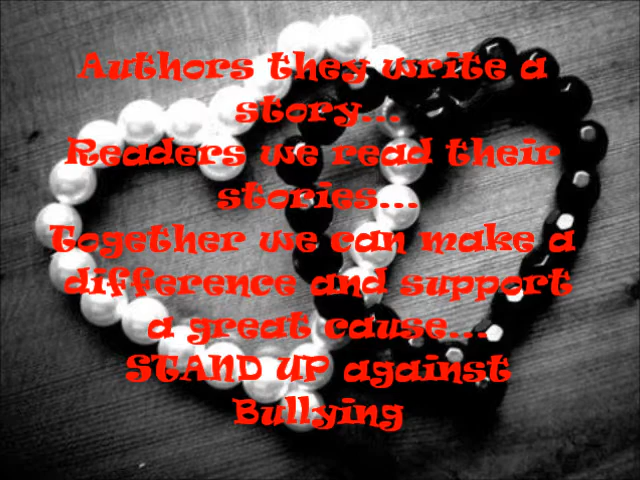 Authors they write a
story...
Readers we read their
stories...
Together we can make a
difference and support
a great cause...
STAND UP against
Bullying